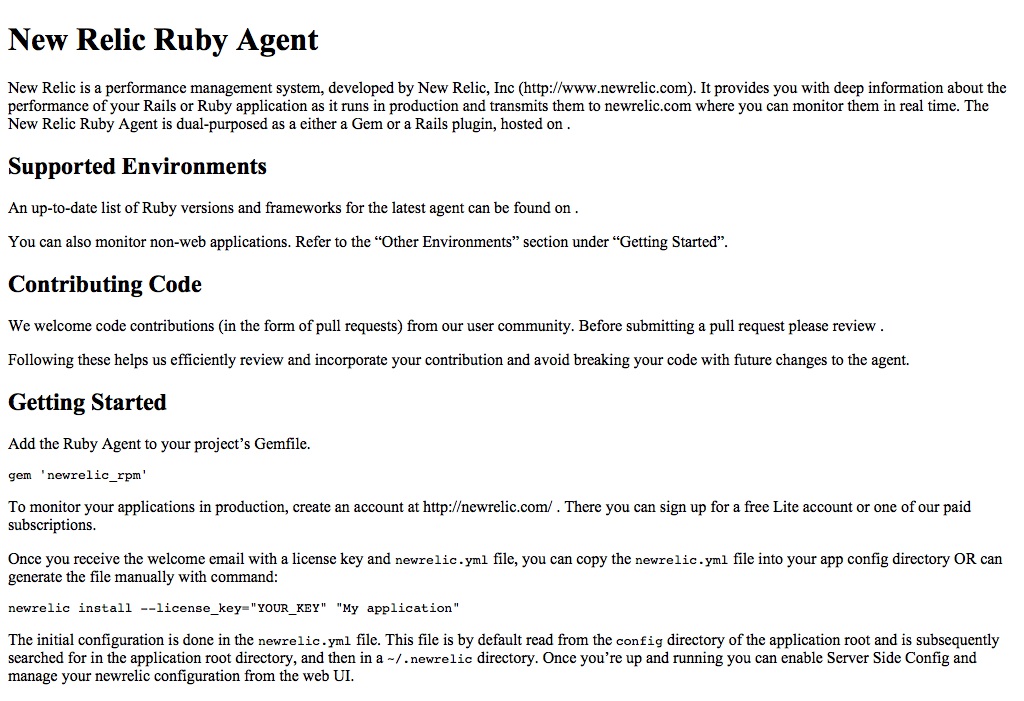 New Relic Ruby Agent
New Relic is a performance management system, developed by New Relic, Inc (http://www.newrelic.com). It provides you with deep information about the
performance of your Rails or Ruby application as it runs in production and transmits them to newrelic.com where you can monitor them in real time. The
New Relic Ruby Agent is dual-purposed as a either a Gem or a Rails plugin, hosted on .
Supported Environments
An up-to-date list of Ruby versions and frameworks for the latest agent can be found on .
You can also monitor non-web applications. Refer to the “Other Environments” section under “Getting Started”.
Contributing Code
We welcome code contributions (in the form of pull requests) from our user community. Before submitting a pull request please review .
Following these helps us efficiently review and incorporate your contribution and avoid breaking your code with future changes to the agent.
Getting Started
Add the Ruby Agent to your project’s Gemfile.
gem 'newrelic_rpm'
To monitor your applications in production, create an account at http://newrelic.com/ . There you can sign up for a free Lite account or one of our paid
subscriptions.
Once you receive the welcome email with a license key and newrelic.yml file, you can copy the newrelic.yml file into your app config directory OR can
generate the file manually with command:
newrelic install --license_key="YOUR_KEY" "My application"
The initial configuration is done in the newrelic.yml file. This file is by default read from the config directory of the application root and is subsequently
searched for in the application root directory, and then in a ~/.newrelic directory. Once you’re up and running you can enable Server Side Config and
manage your newrelic configuration from the web UI.